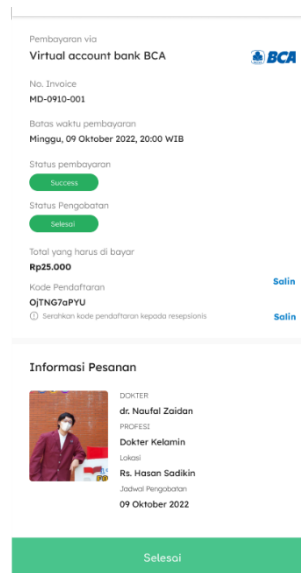 Pembayaran via
Virtual account bank BCA
BCA
No. Invoice
MD-0910-001
Batas waktu pembayaran
Minggu, 09 Oktober 2022, 20:00 WIB
Status pembayaran
Success
Status Pengobatan
Selesai
Total yang harus di bayar
Rp25.000
Salin
Kode Pendaftaran
OjTNG7aPYU
Serahkan kode pendaftaran kepada resepsionis
Salin
Informasi Pesanan
DOKTER
dr. Naufal Zaidan
PROFESI
Dokter Kelamin
Lokasi
Rs. Hasan Sadikin
Jadwal Pengobatan
09 Oktober 2022
Selesai